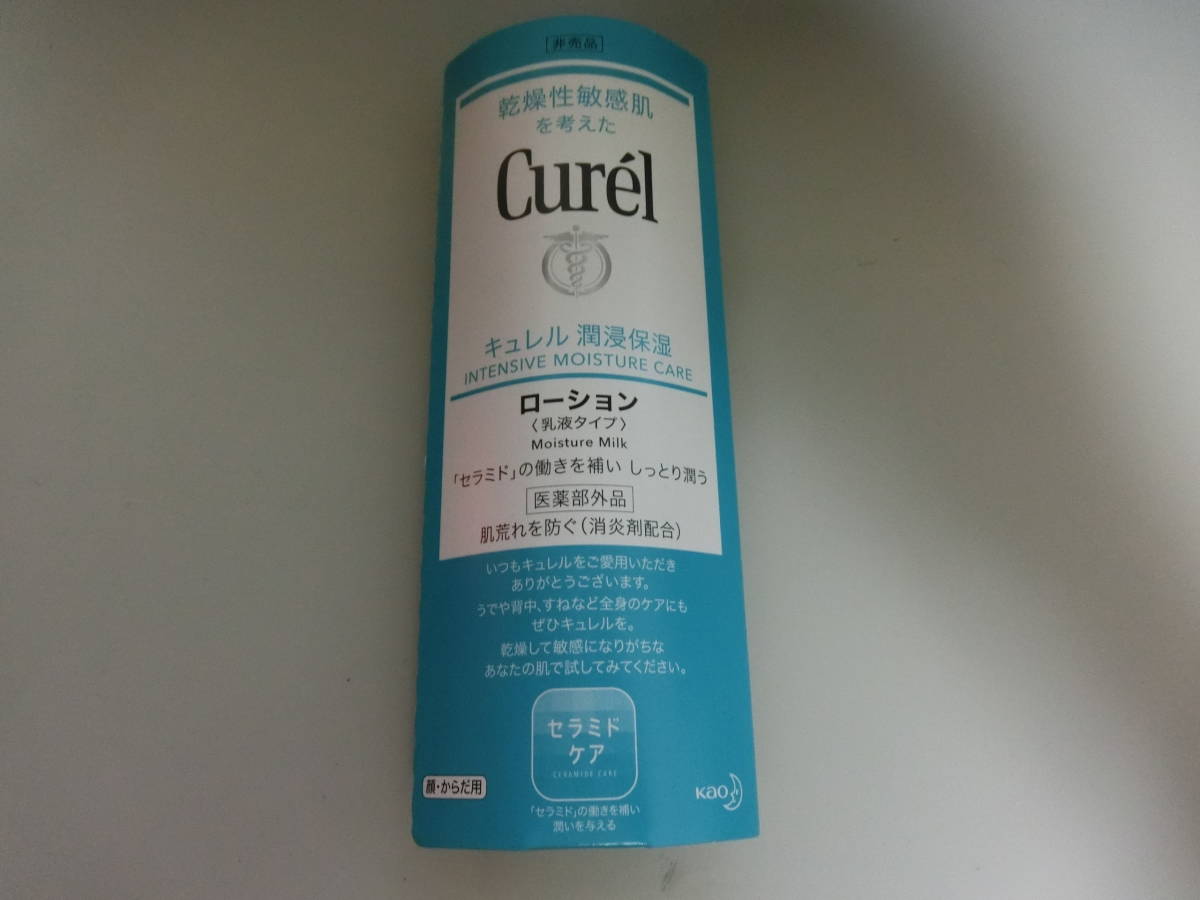 非売品
乾燥性敏感肌
を考えた
Curél
キュレル 潤浸保湿
INTENSIVE MOISTURE CARE
ローション
〈乳液タイプ〉
Moisture Milk
「セラミド」の働きを補い しっとり潤う
医薬部外品
肌荒れを防ぐ（消炎剤配合）
いつもキュレルをご愛用いただき
ありがとうございます。
うでや背中、すねなど全身のケアにも
ぜひキュレルを。
乾燥して敏感になりがちな
あなたの肌で試してみてください。
セラミド
ケア
CERAMIDE CARE
顔・からだ用
Kao
「セラミド」の働きを補い
潤いを与える